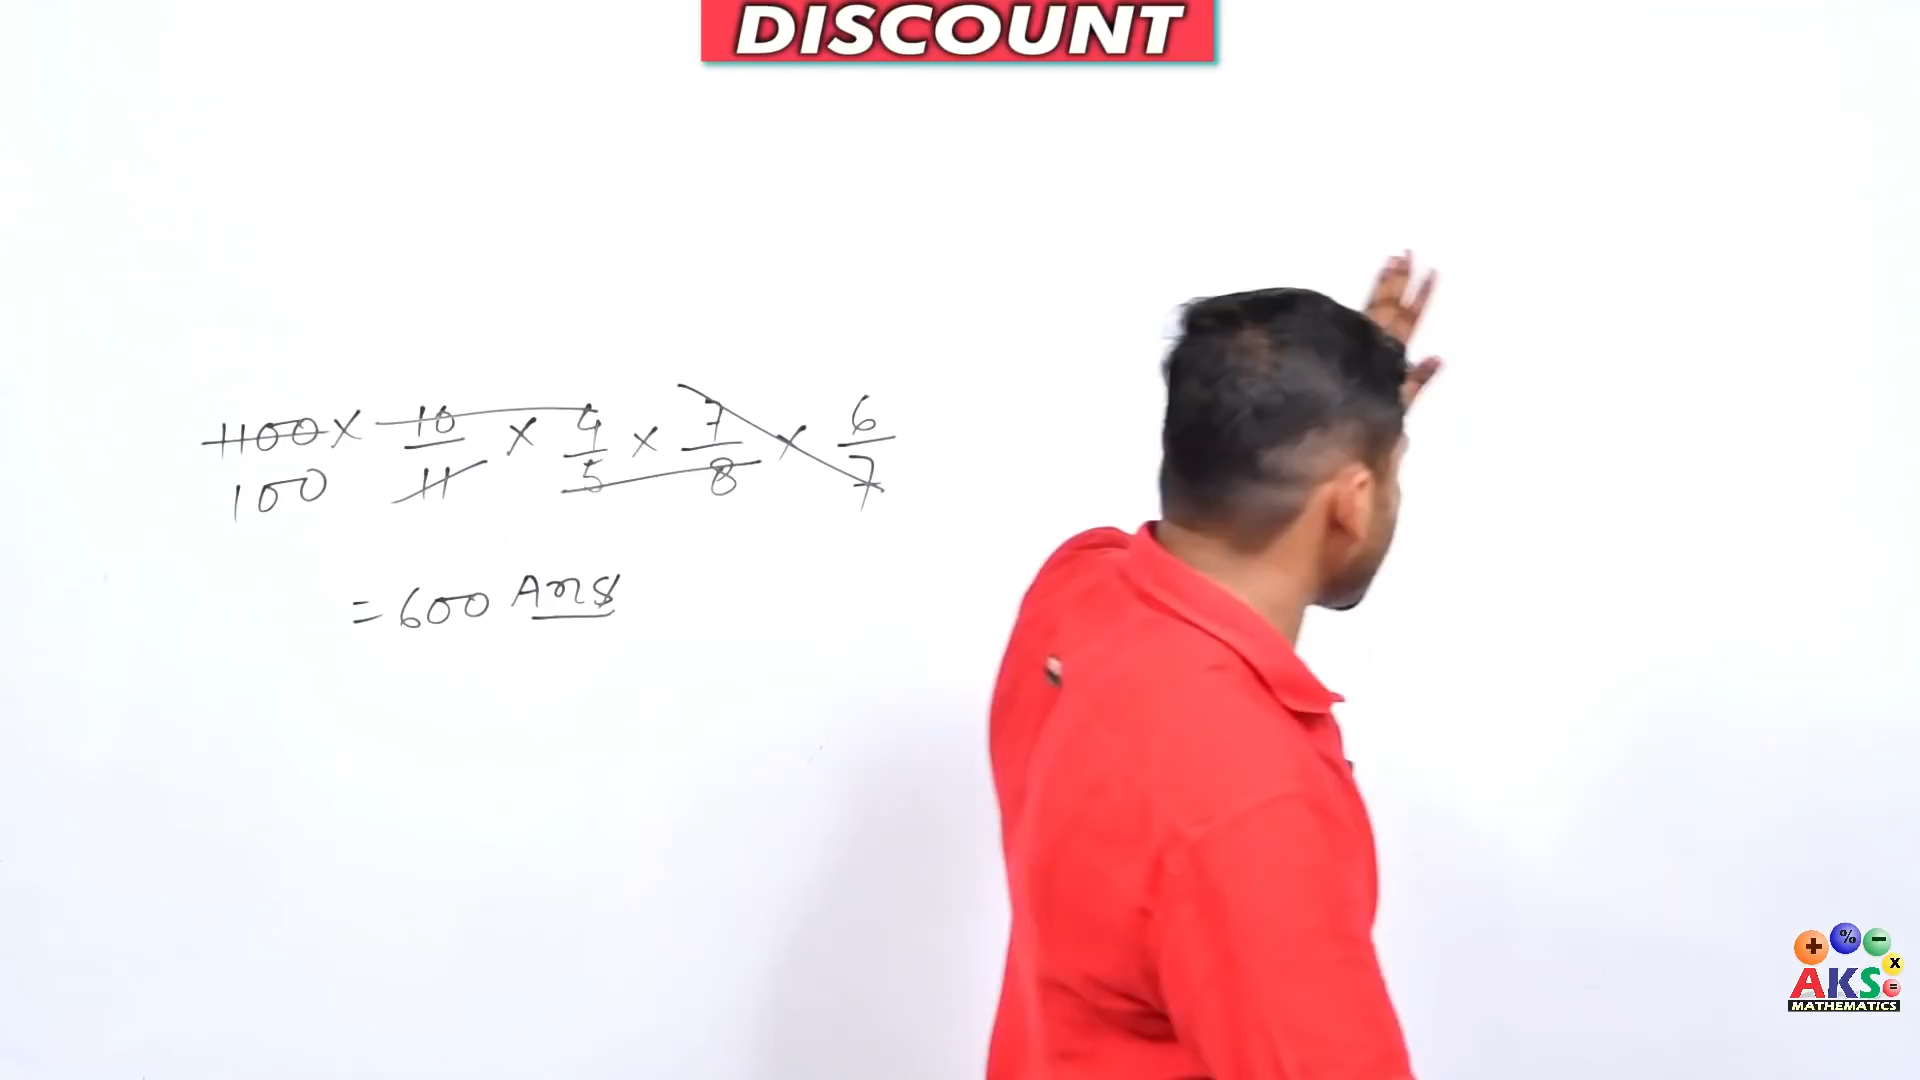 DISCOUNT
1100 × 10/11 × 4/5 × 7/8 × 6/7
100
= 600 Ans
+ % −
×
AKS =
MATHEMATICS